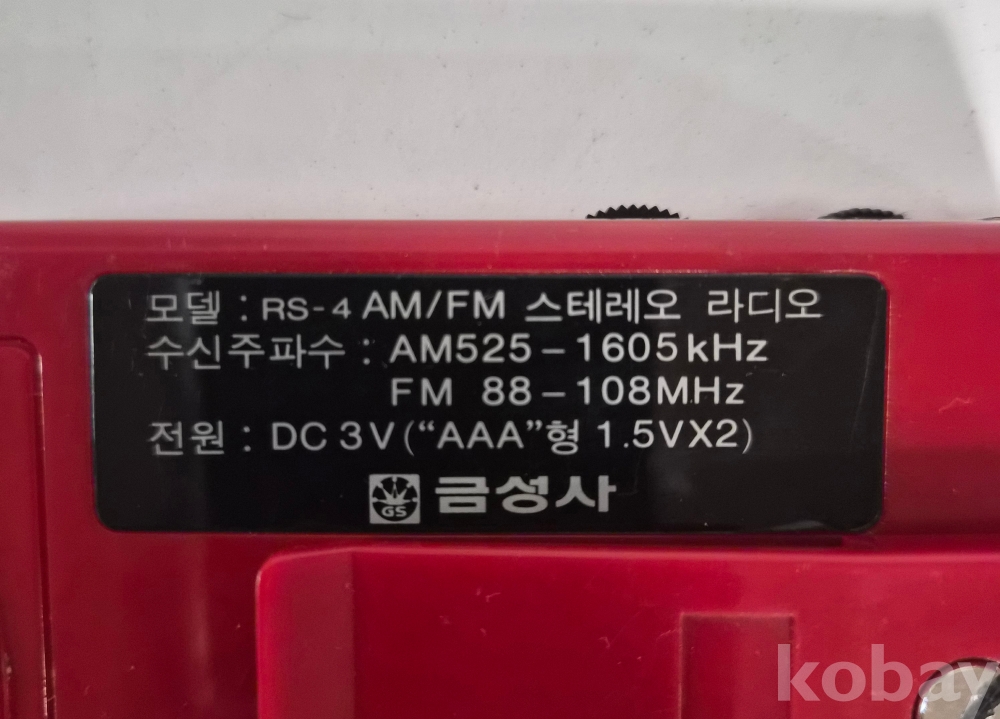 모델 : RS-4 AM/FM 스테레오 라디오
수신주파수 : AM525-1605kHz
FM 88-108MHz
전원 : DC 3V("AAA"형 1.5VX2)
GS 금성사
kobay